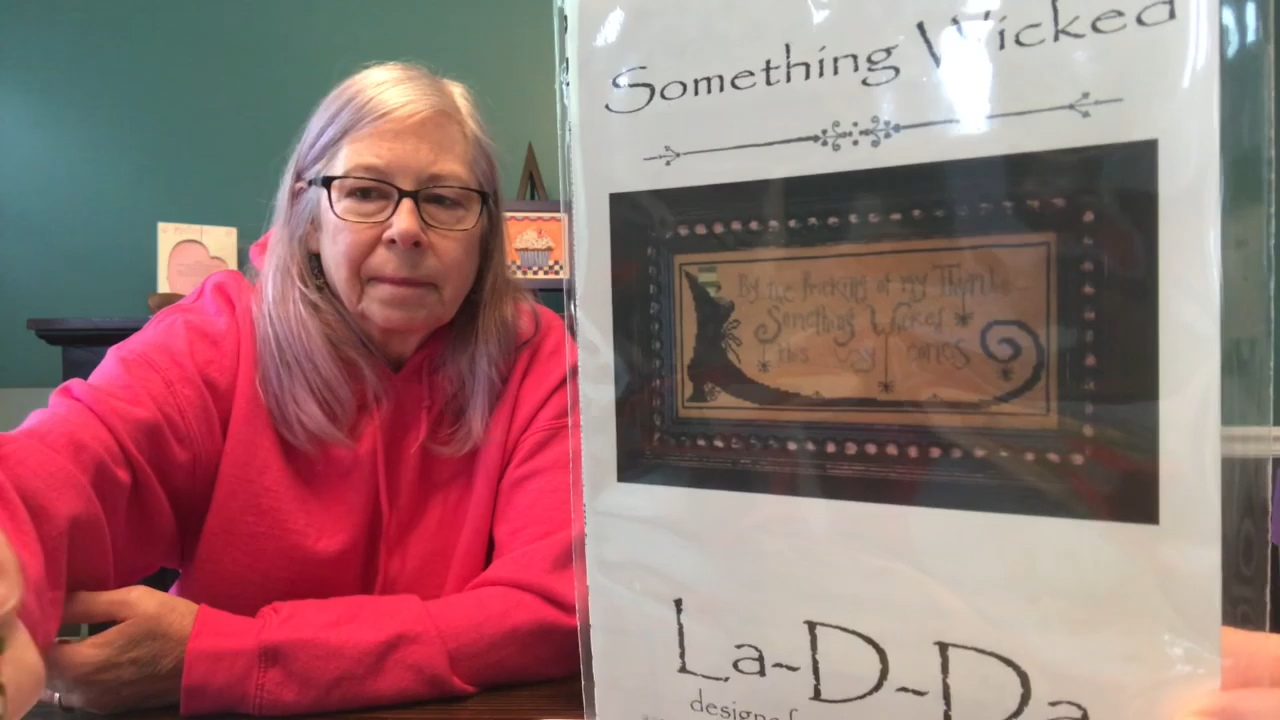 Something Wicked
By the Pricking of my Thumbs
Something Wicked
this Way Comes
La-D-Da